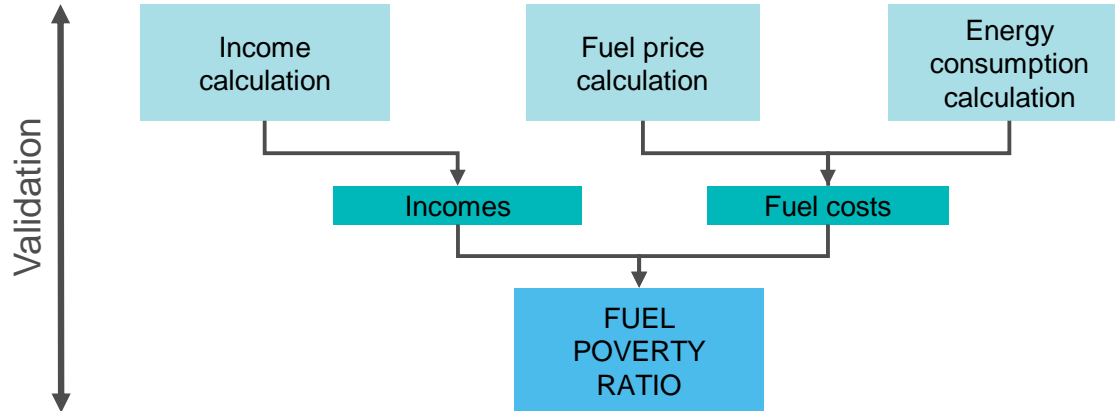 Income
calculation
Fuel price
calculation
Energy
consumption
calculation
Validation
Incomes
Fuel costs
FUEL
POVERTY
RATIO